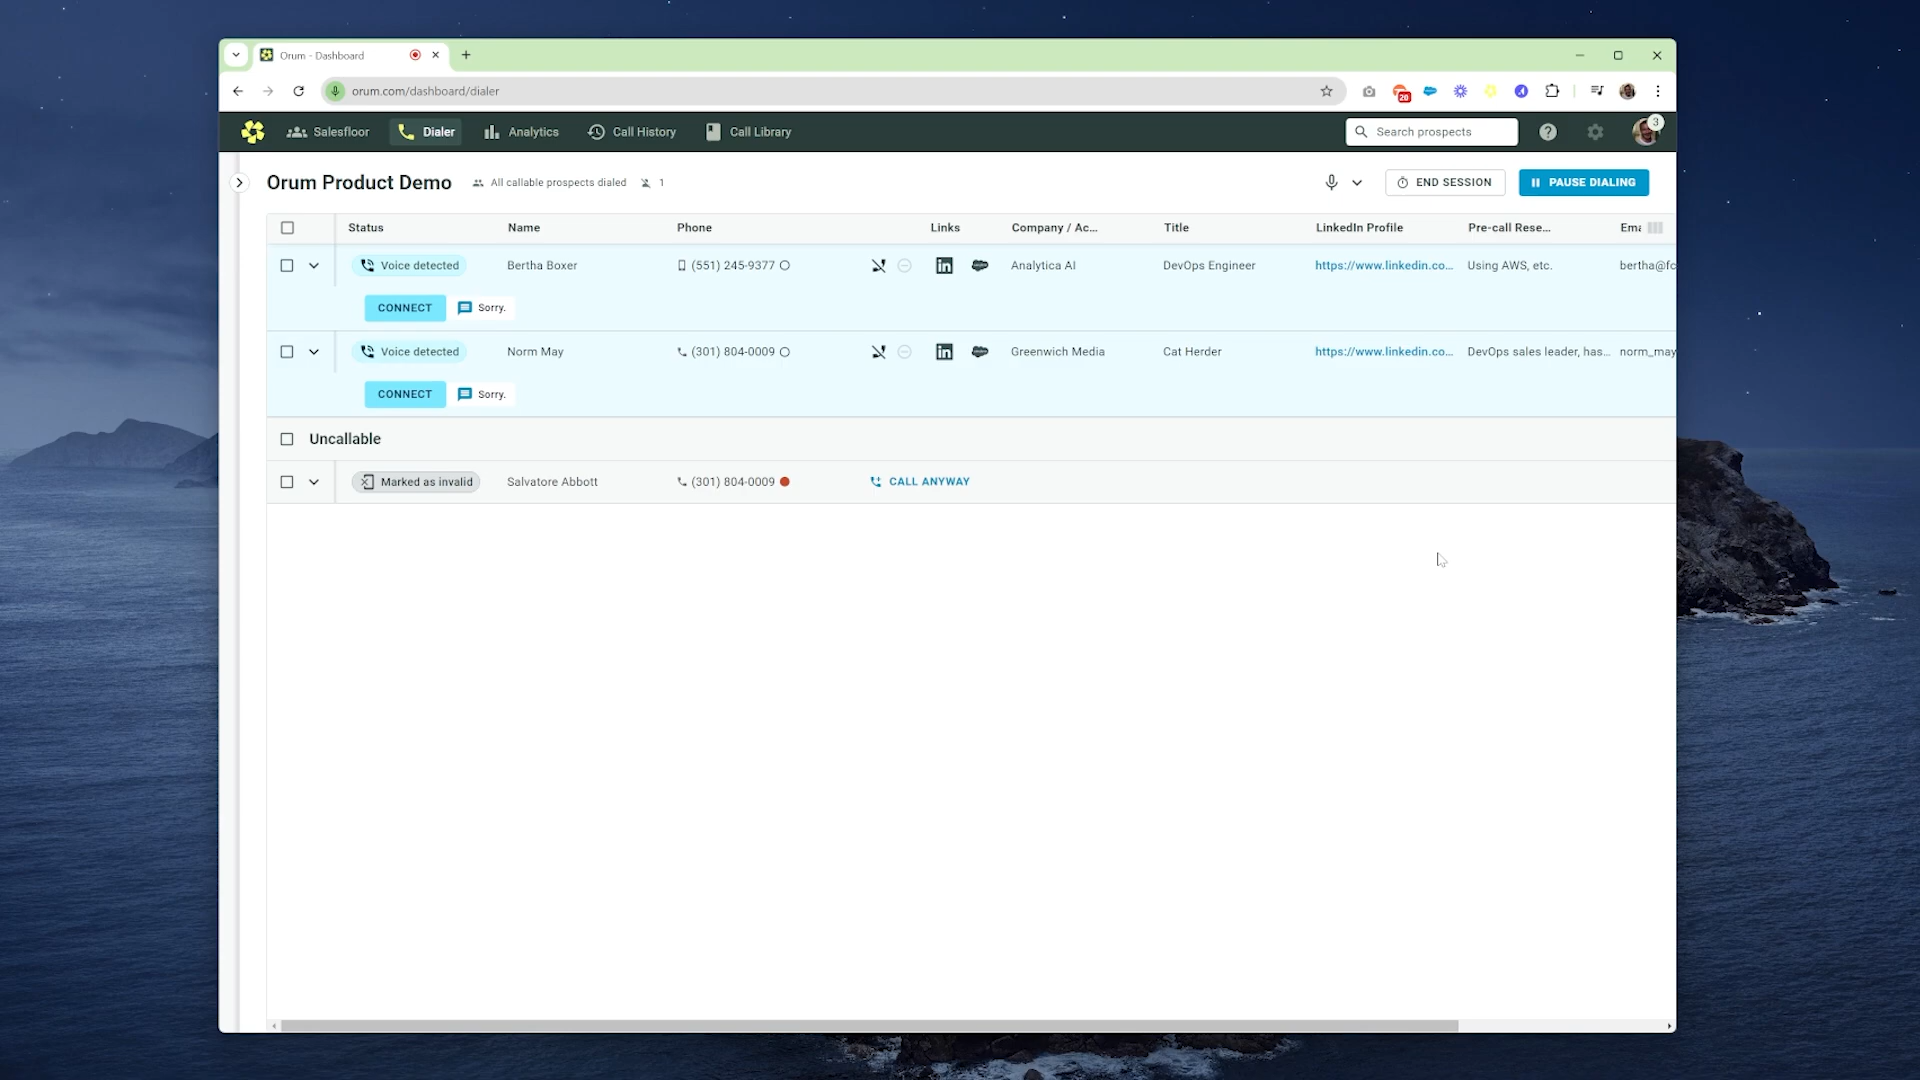 Orum - Dashboard
orum.com/dashboard/dialer
20
Salesfloor
Dialer
Analytics
Call History
Call Library
Search prospects
3
Orum Product Demo
All callable prospects dialed
1
END SESSION
PAUSE DIALING
Status Name Phone Links Company / Ac... Title LinkedIn Profile Pre-call Rese... Ema
Voice detected Bertha Boxer (551) 245-9377 Analytica AI DevOps Engineer https://www.linkedin.co... Using AWS, etc. bertha@fc
CONNECT Sorry.
Voice detected Norm May (301) 804-0009 Greenwich Media Cat Herder https://www.linkedin.co... DevOps sales leader, has... norm_may
CONNECT Sorry.
Uncallable
Marked as invalid Salvatore Abbott (301) 804-0009 CALL ANYWAY